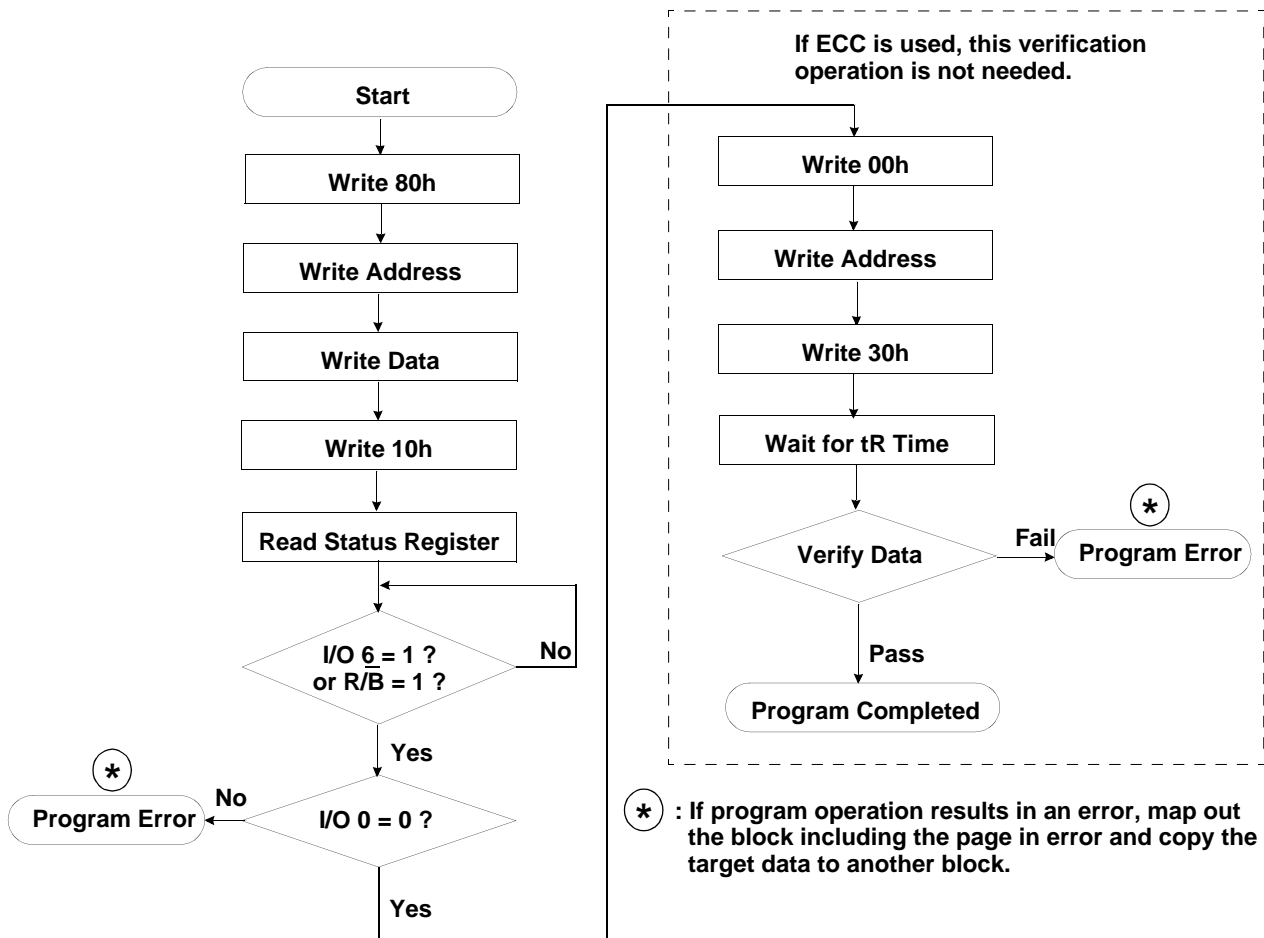 Start
Write 80h
Write Address
Write Data
Write 10h
Read Status Register
I/O 6 = 1 ?
or R/B̅ = 1 ?
No
Yes
*
No
Program Error
I/O 0 = 0 ?
Yes
If ECC is used, this verification
operation is not needed.
Write 00h
Write Address
Write 30h
Wait for tR Time
Verify Data
Fail
*
Program Error
Pass
Program Completed
* : If program operation results in an error, map out
the block including the page in error and copy the
target data to another block.